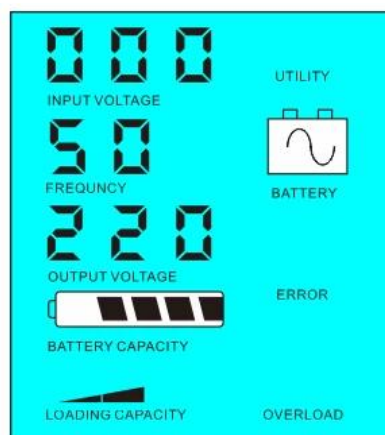 000
UTILITY
INPUT VOLTAGE
50
FREQUNCY
BATTERY
220
OUTPUT VOLTAGE
ERROR
BATTERY CAPACITY
LOADING CAPACITY
OVERLOAD